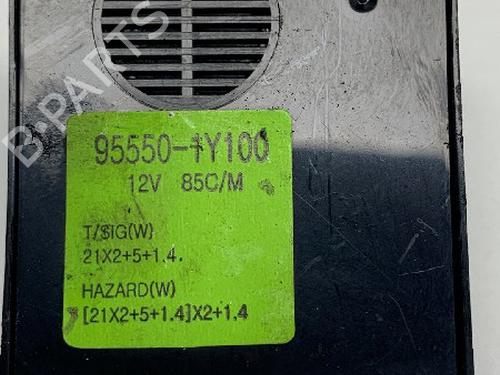 B-PARTS
95550-1Y100
12V 85C/M
T/SIG(W)
21X2+5+1.4.
HAZARD(W)
[21X2+5+1.4]X2+1.4